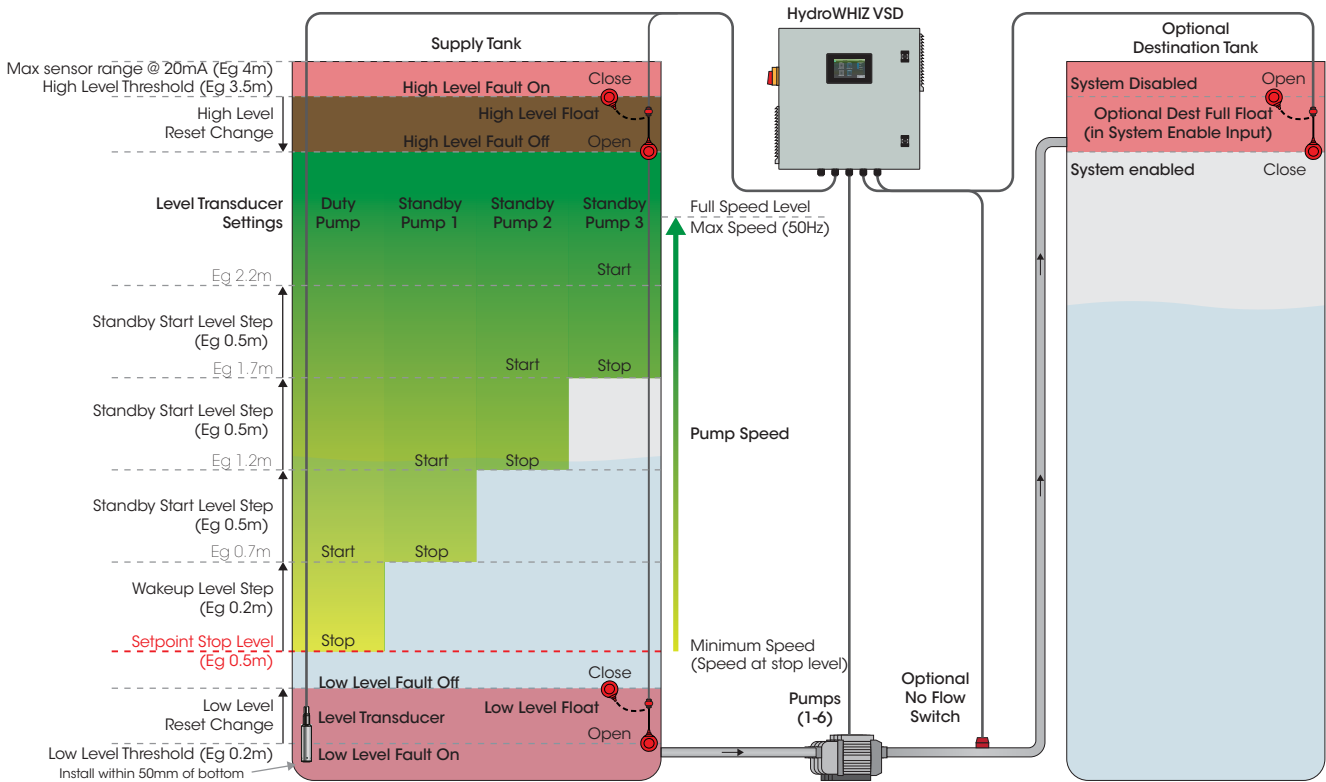 HydroWHIZ VSD
Supply Tank
Optional
Destination Tank
Max sensor range @ 20mA (Eg 4m)
High Level Threshold (Eg 3.5m)
High Level Fault On
Close
System Disabled
Open
High Level
Reset Change
High Level Float
Optional Dest Full Float
(in System Enable Input)
High Level Fault Off
Open
System enabled
Close
Level Transducer
Settings
Duty
Pump
Standby
Pump 1
Standby
Pump 2
Standby
Pump 3
Full Speed Level
Max Speed (50Hz)
Eg 2.2m
Start
Standby Start Level Step
(Eg 0.5m)
Eg 1.7m
Start
Stop
Standby Start Level Step
(Eg 0.5m)
Pump Speed
Eg 1.2m
Start
Stop
Standby Start Level Step
(Eg 0.5m)
Eg 0.7m
Start
Stop
Wakeup Level Step
(Eg 0.2m)
Setpoint Stop Level
(Eg 0.5m)
Stop
Minimum Speed
(Speed at stop level)
Low Level Fault Off
Close
Low Level
Reset Change
Level Transducer
Low Level Float
Open
Pumps
(1-6)
Optional
No Flow
Switch
Low Level Threshold (Eg 0.2m)
Low Level Fault On
Install within 50mm of bottom